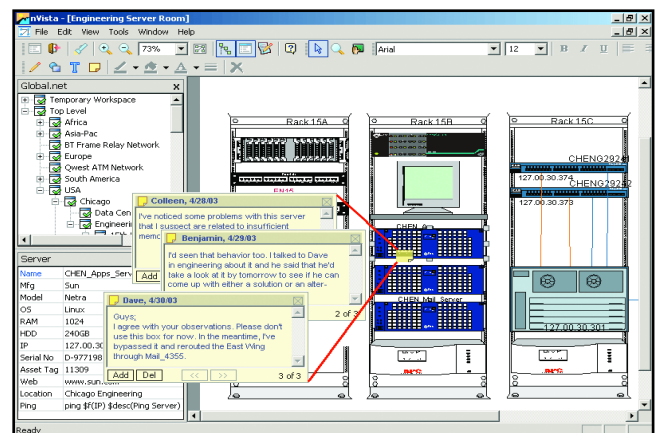 nVista - [Engineering Server Room]
File Edit View Tools Window Help
73% Arial 12 B I U
T A
Global.net x
Temporary Workspace
Top Level
Africa
Asia-Pac
BT Frame Relay Network
Europe
Qwest ATM Network
South America
USA
Chicago
Data Cen
Engineeri
Server
Name CHEN_Apps_Serv
Mfg Sun
Model Netra
OS Linux
RAM 1024
HDD 240GB
IP 127.00.30
Serial No D-977198
Asset Tag 11309
Web www.sun.com
Location Chicago Engineering
Ping ping $f(IP) $desc(Ping Server)
Ready
Rack 15A Rack 15B Rack 15C
CHENG29241
127.00.30.374
CHENG29252
127.00.30.373
CHEN_A
CHEN Mail Server
127.00.30.301
Colleen, 4/28/03
I've noticed some problems with this server
that I suspect are related to insufficient
memo
Add
Benjamin, 4/29/03
I'd seen that behavior too. I talked to Dave
in engineering about it and he said that he'd
take a look at it by tomorrow to see if he can
come up with either a solution or an alter-
2 of 3
Dave, 4/30/03
Guys;
I agree with your observations. Please don't
use this box for now. In the meantime, I've
bypassed it and rerouted the East Wing
through Mail_4355.
Add Del << >> 3 of 3